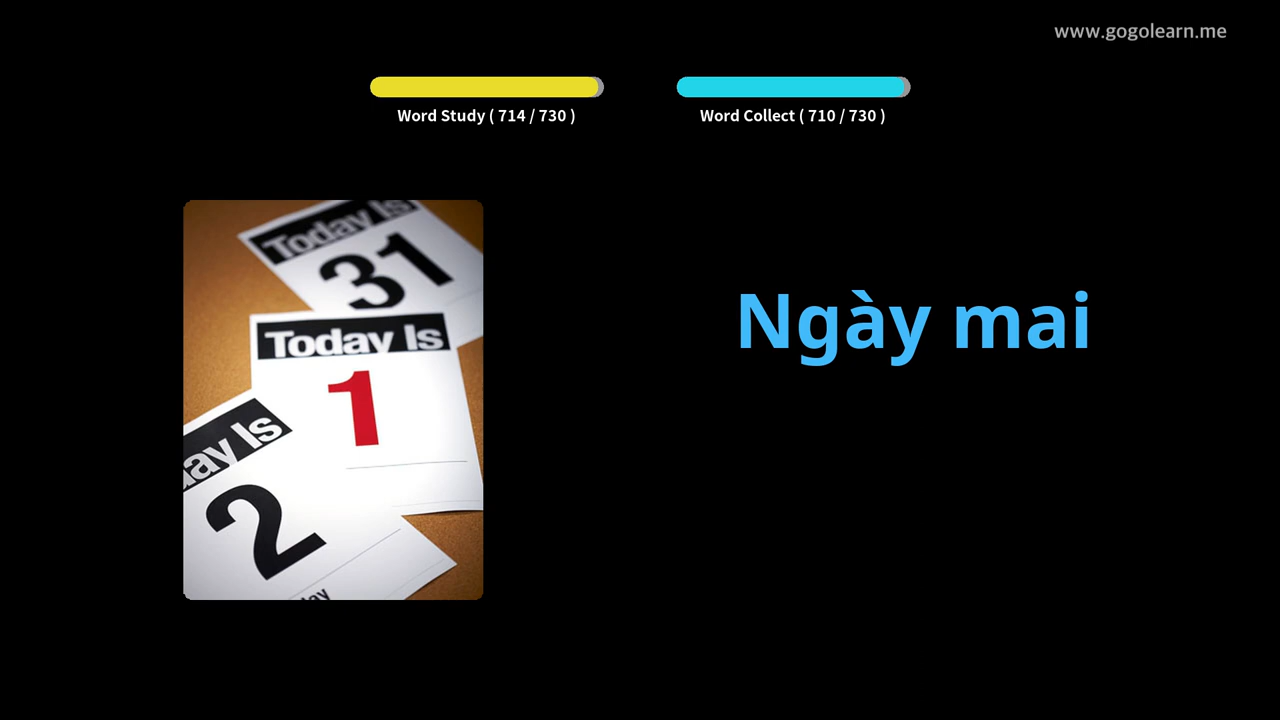 www.gogolearn.me
Word Study ( 714 / 730 )
Word Collect ( 710 / 730 )
Today Is
31
Today Is
1
Ngày mai
ay Is
2